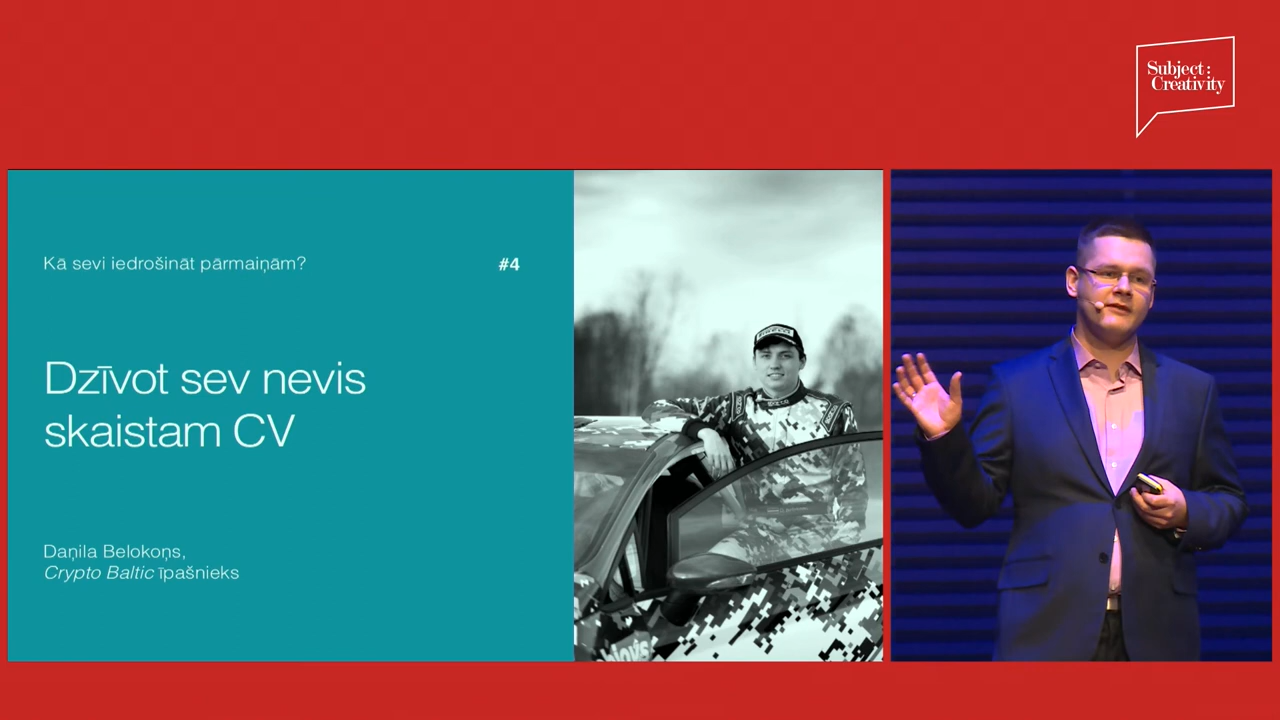 Subject:
Creativity
Kā sevi iedrošināt pārmaiņām?
#4
Dzīvot sev nevis
skaistam CV
Daņila Belokoņs,
Crypto Baltic īpašnieks